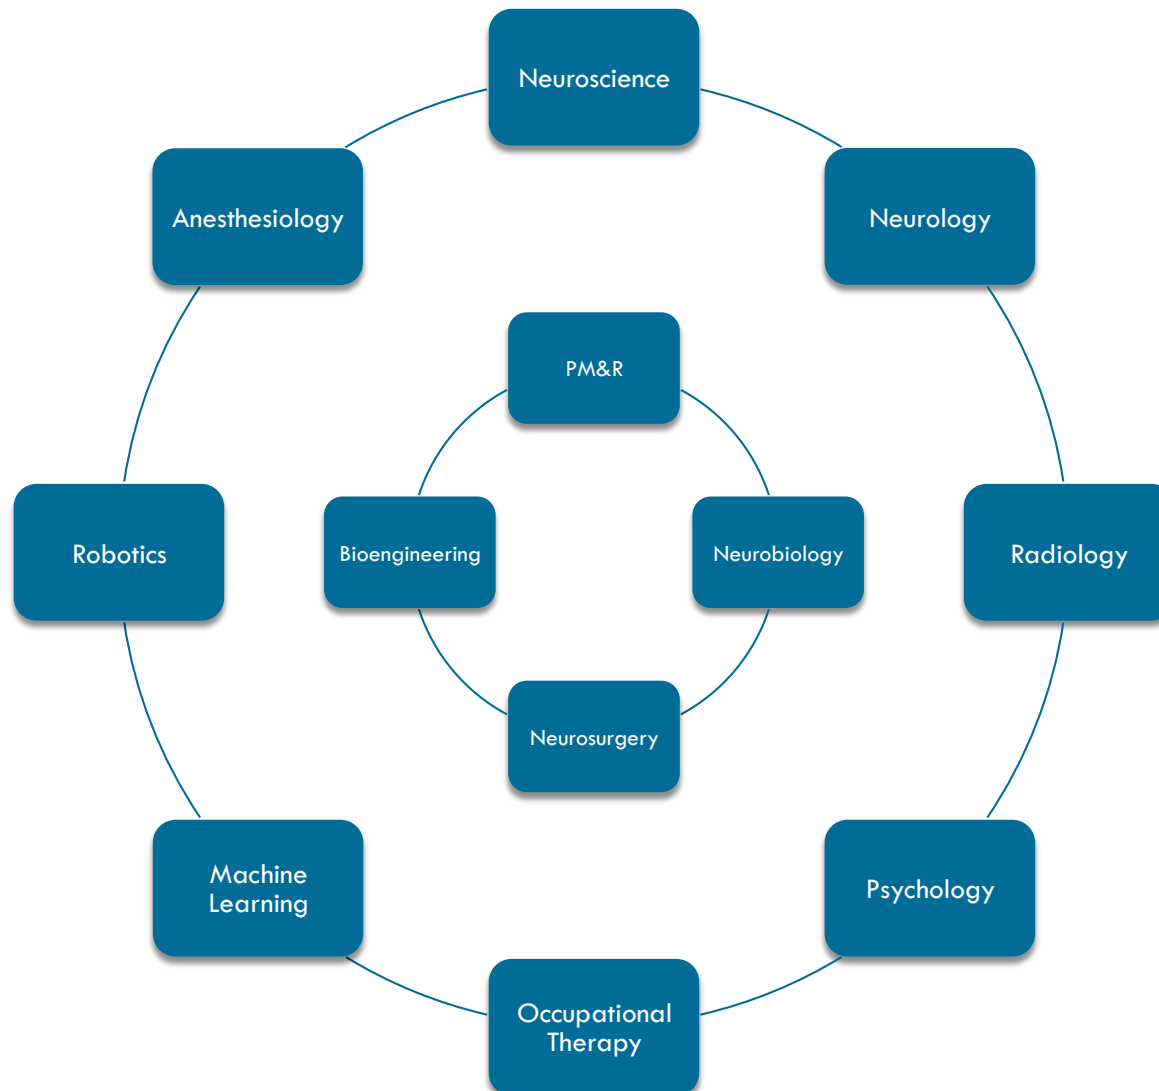 Neuroscience
Anesthesiology
Neurology
PM&R
Robotics
Bioengineering
Neurobiology
Radiology
Neurosurgery
Machine
Learning
Psychology
Occupational
Therapy